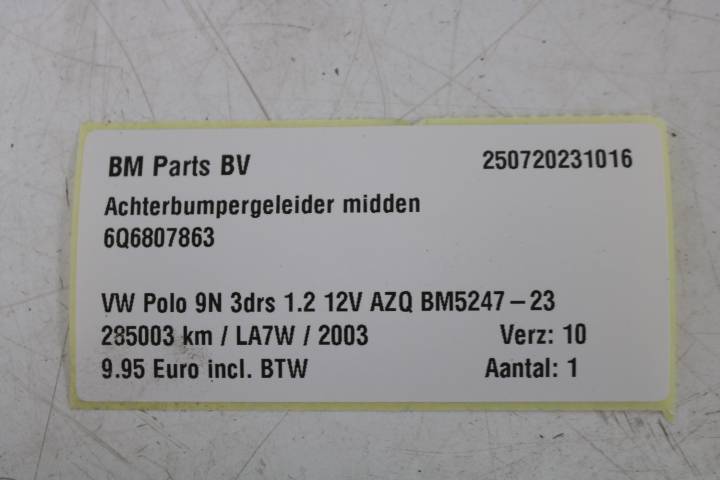 BM Parts BV 250720231016
Achterbumpergeleider midden
6Q6807863
VW Polo 9N 3drs 1.2 12V AZQ BM5247 – 23
285003 km / LA7W / 2003 Verz: 10
9.95 Euro incl. BTW Aantal: 1